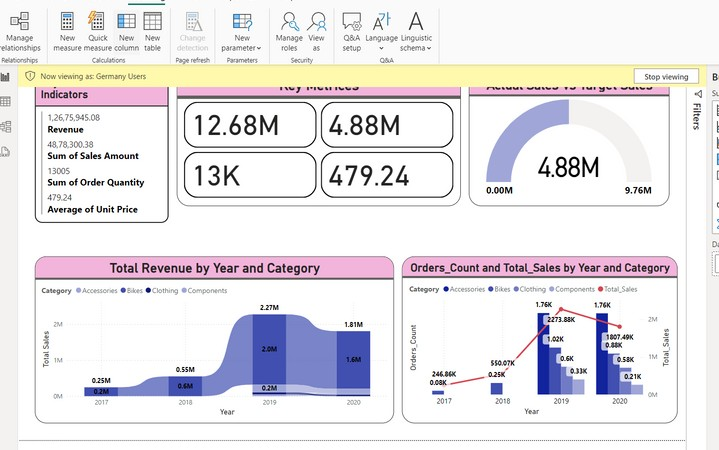 Manage
relationships
New
measure
Quick
measure
New
column
New
table
Change
detection
New
parameter
Manage
roles
View
as
Q&A
setup
Language
Linguistic
schema
Relationships
Calculations
Page refresh
Parameters
Security
Q&A
Now viewing as: Germany Users
Stop viewing
Indicators
1,26,75,945.08
Revenue
48,78,300.38
Sum of Sales Amount
13005
Sum of Order Quantity
479.24
Average of Unit Price
Key Metrices
12.68M
4.88M
13K
479.24
Actual Sales VS Target Sales
4.88M
0.00M
9.76M
Filters
Total Revenue by Year and Category
Category Accessories Bikes Clothing Components
Total Sales
2M
1M
0M
0.25M
0.2M
0.55M
0.6M
2.27M
2.0M
0.2M
1.81M
1.6M
2017
2018
2019
2020
Year
Orders_Count and Total_Sales by Year and Category
Category Accessories Bikes Clothing Components Total_Sales
Orders_Count
246.86K
0.08K
550.07K
0.25K
1.76K
2273.88K
1.02K
0.6K
0.33K
1.76K
1807.49K
0.88K
0.58K
0.21K
2M
1M
0M
Total_Sales
2017
2018
2019
2020
Year